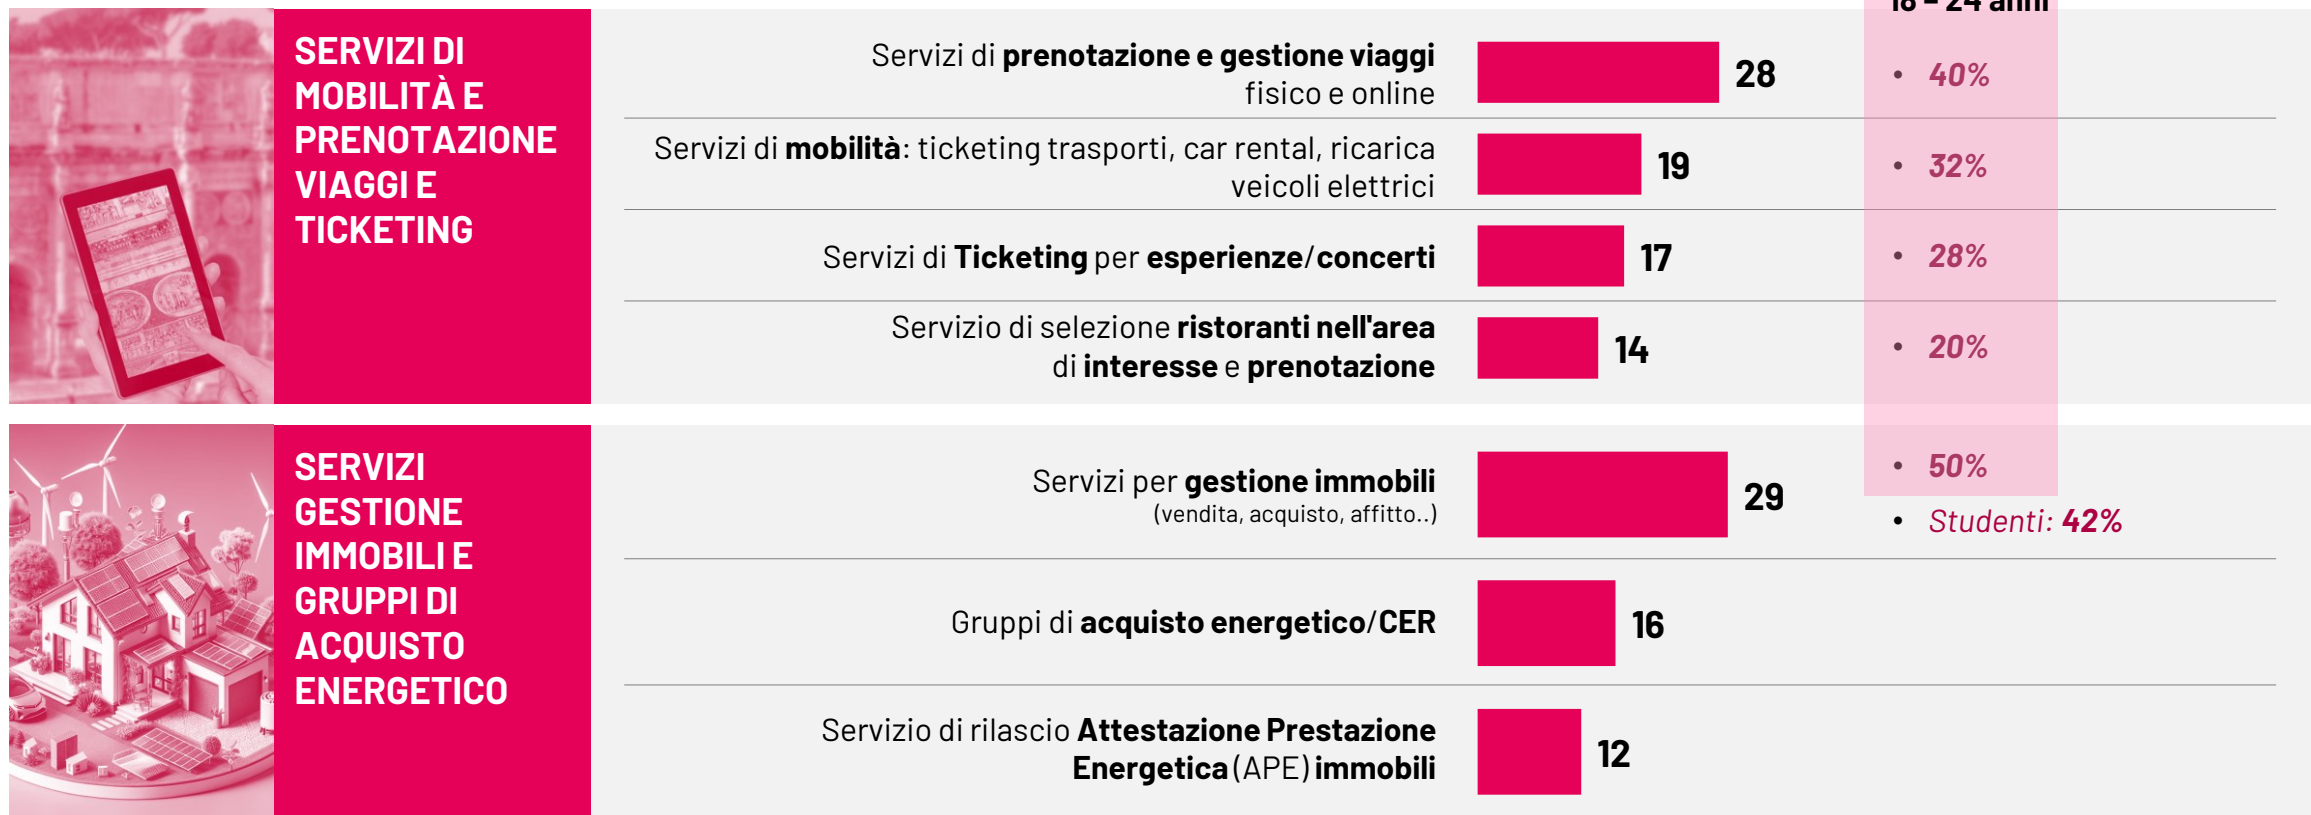 18 – 24 anni
SERVIZI DI
MOBILITÀ E
PRENOTAZIONE
VIAGGI E
TICKETING
Servizi di prenotazione e gestione viaggi
fisico e online
28
• 40%
Servizi di mobilità: ticketing trasporti, car rental, ricarica
veicoli elettrici
19
• 32%
Servizi di Ticketing per esperienze/concerti
17
• 28%
Servizio di selezione ristoranti nell'area
di interesse e prenotazione
14
• 20%
SERVIZI
GESTIONE
IMMOBILI E
GRUPPI DI
ACQUISTO
ENERGETICO
Servizi per gestione immobili
(vendita, acquisto, affitto..)
29
• 50%
• Studenti: 42%
Gruppi di acquisto energetico/CER
16
Servizio di rilascio Attestazione Prestazione
Energetica (APE) immobili
12